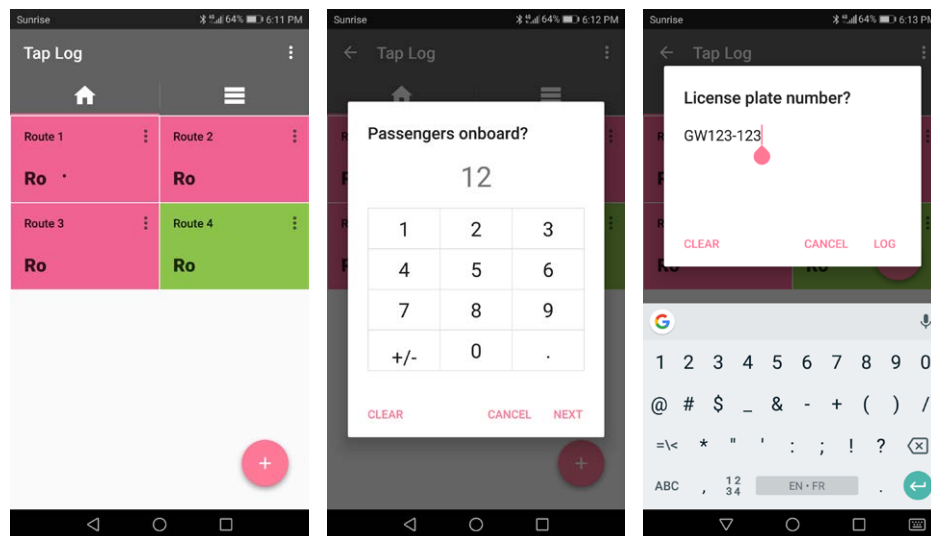 Sunrise 64% 6:11 PM
Tap Log
Route 1 Route 2
Ro Ro
Route 3 Route 4
Ro Ro
+
Sunrise 64% 6:12 PM
Tap Log
Passengers onboard?
12
1 2 3
4 5 6
7 8 9
+/- 0 .
CLEAR CANCEL NEXT
+
Sunrise 64% 6:13 PM
Tap Log
License plate number?
GW123-123
CLEAR CANCEL LOG
G
1 2 3 4 5 6 7 8 9 0
@ # $ _ & - + ( ) /
=\< * " ' : ; ! ?
ABC , 12 34 EN • FR .